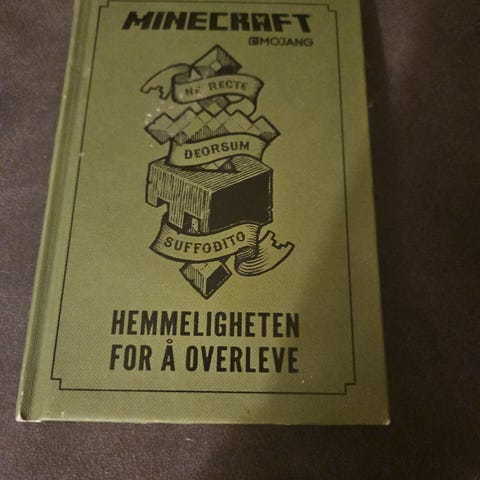 MINECRAFT
MOJANG
NE RECTE
DEORSUM
SUFFODITO
HEMMELIGHETEN
FOR Å OVERLEVE